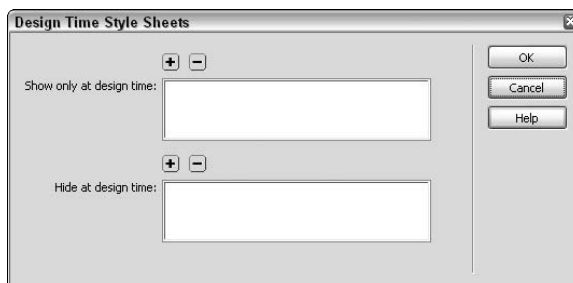 Design Time Style Sheets
Show only at design time:
Hide at design time:
OK
Cancel
Help